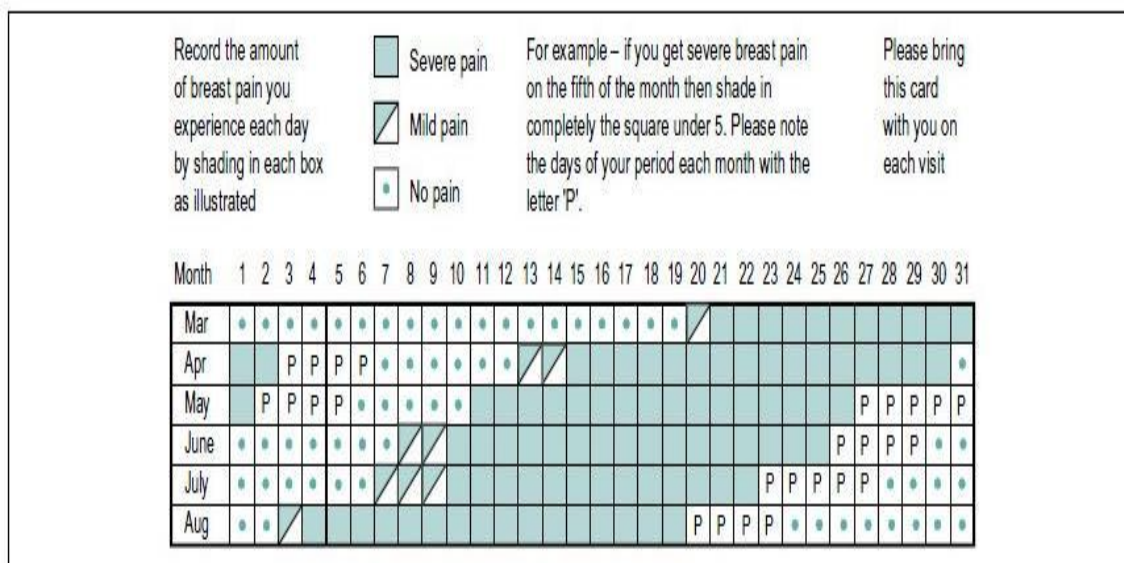 Record the amount
of breast pain you
experience each day
by shading in each box
as illustrated
Severe pain
Mild pain
No pain
For example – if you get severe breast pain
on the fifth of the month then shade in
completely the square under 5. Please note
the days of your period each month with the
letter 'P'.
Please bring
this card
with you on
each visit
Month 1 2 3 4 5 6 7 8 9 10 11 12 13 14 15 16 17 18 19 20 21 22 23 24 25 26 27 28 29 30 31
Mar
Apr P P P P
May P P P P P P P P P
June P P P P
July P P P P P
Aug P P P P